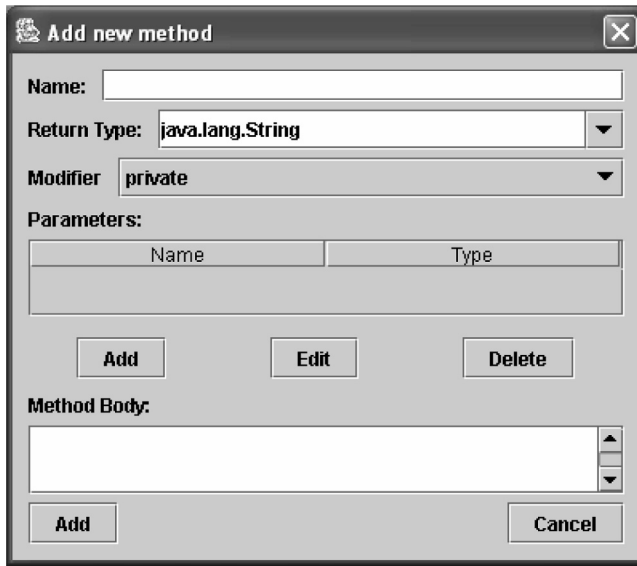 Add new method
Name:
Return Type: java.lang.String
Modifier private
Parameters:
Name Type
Add Edit Delete
Method Body:
Add Cancel